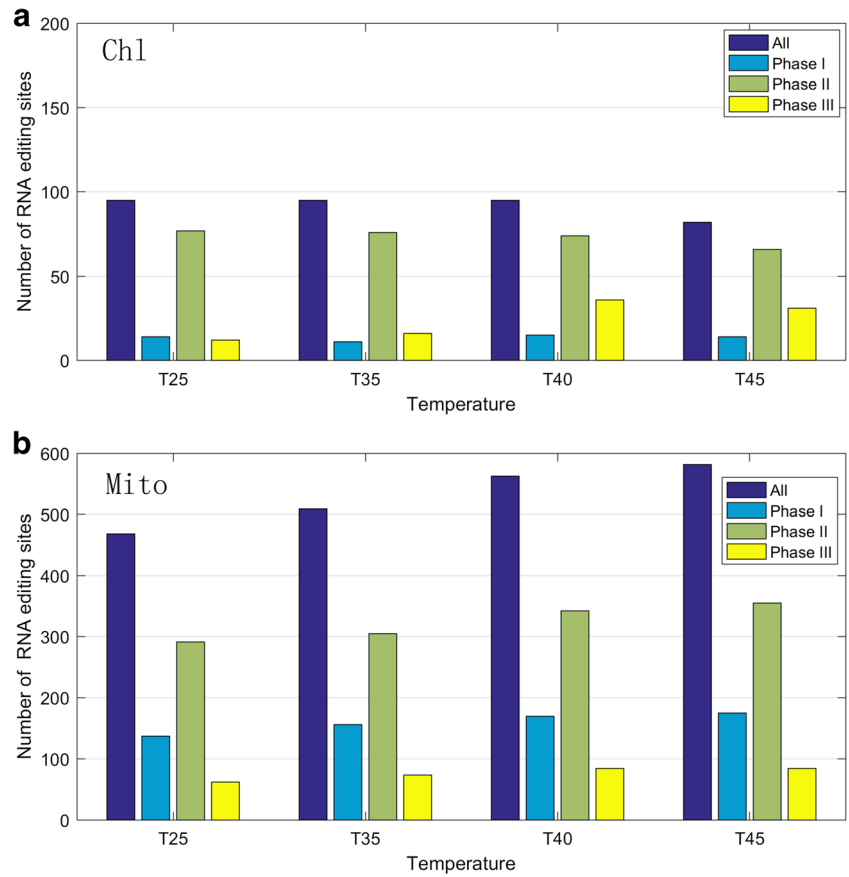 a
Chl
200
150
100
50
0
Number of RNA editing sites
All
Phase I
Phase II
Phase III
T25 T35 T40 T45
Temperature
b
Mito
600
500
400
300
200
100
0
Number of RNA editing sites
All
Phase I
Phase II
Phase III
T25 T35 T40 T45
Temperature